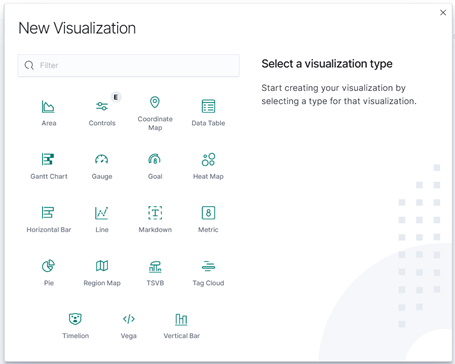 New Visualization
Filter
Select a visualization type
Start creating your visualization by
selecting a type for that visualization.
E
Area
Controls
Coordinate
Map
Data Table
Gantt Chart
Gauge
8
Goal
Heat Map
Horizontal Bar
Line
T
Markdown
8
Metric
Pie
Region Map
TSVB
Tag Cloud
Timelion
Vega
Vertical Bar